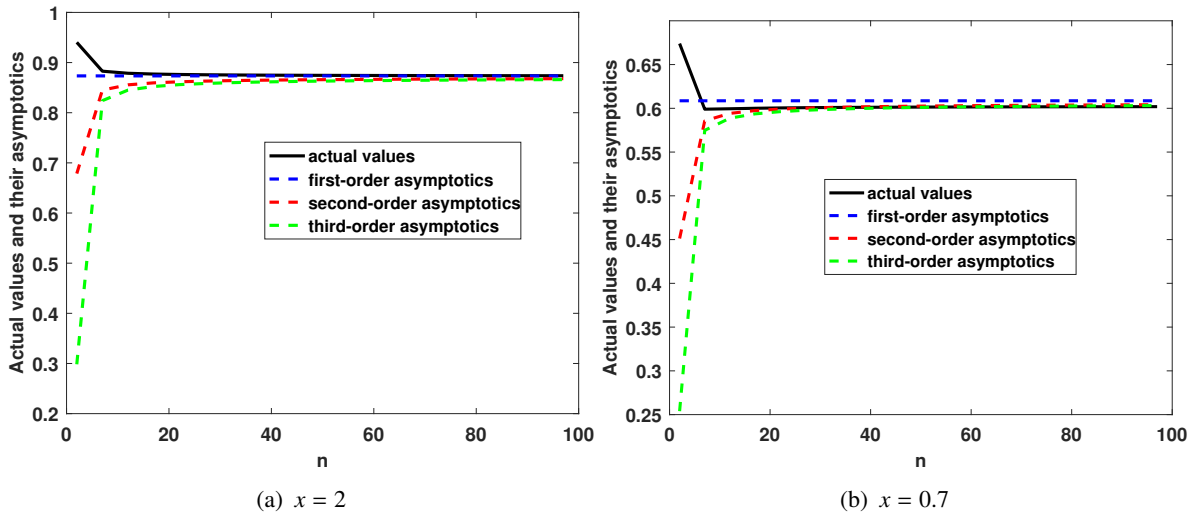 Actual values and their asymptotics
1
0.9
0.8
0.7
0.6
0.5
0.4
0.3
0.2
actual values
first-order asymptotics
second-order asymptotics
third-order asymptotics
0 20 40 60 80 100
n
(a) x = 2
Actual values and their asymptotics
0.65
0.6
0.55
0.5
0.45
0.4
0.35
0.3
0.25
actual values
first-order asymptotics
second-order asymptotics
third-order asymptotics
0 20 40 60 80 100
n
(b) x = 0.7